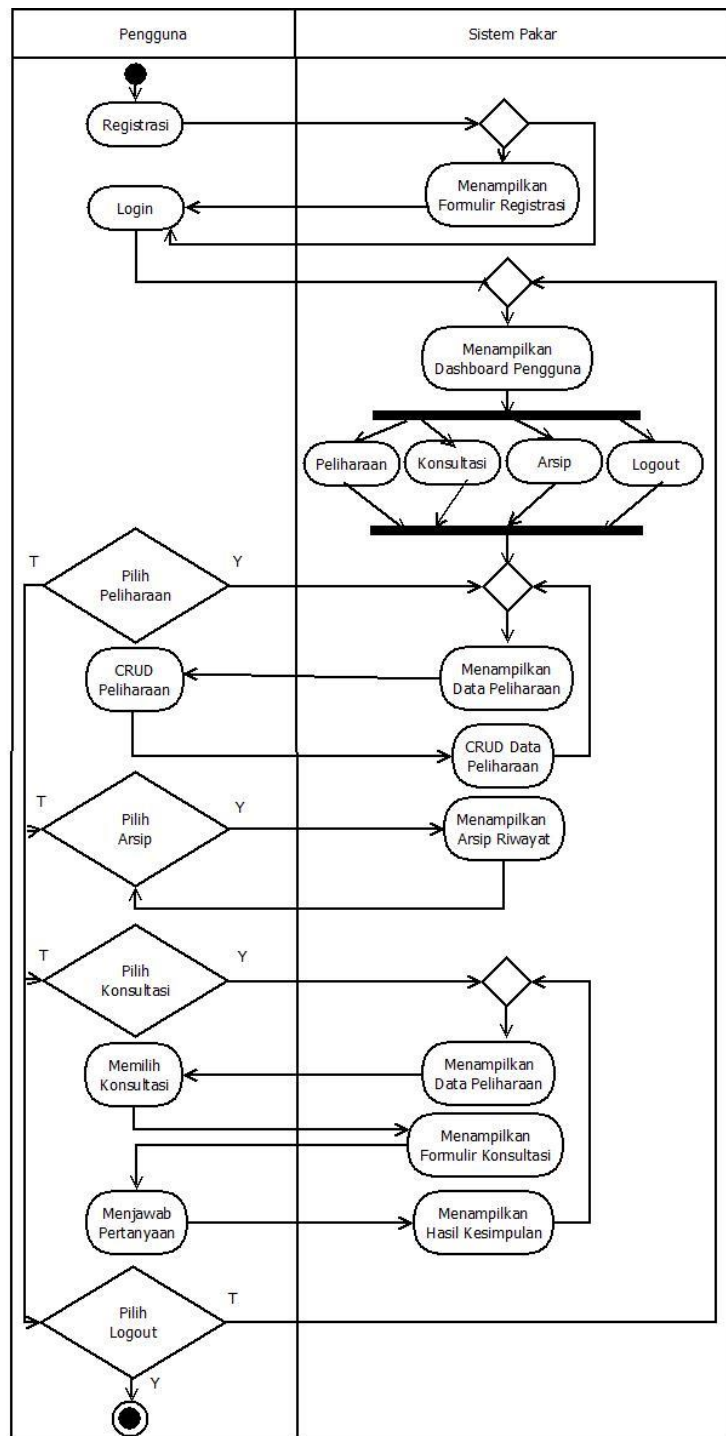 Pengguna
Sistem Pakar
Registrasi
Menampilkan
Formulir Registrasi
Login
Menampilkan
Dashboard Pengguna
Peliharaan
Konsultasi
Arsip
Logout
T
Pilih
Peliharaan
Y
CRUD
Peliharaan
Menampilkan
Data Peliharaan
CRUD Data
Peliharaan
T
Pilih
Arsip
Y
Menampilkan
Arsip Riwayat
T
Pilih
Konsultasi
Y
Memilih
Konsultasi
Menampilkan
Data Peliharaan
Menampilkan
Formulir Konsultasi
Menjawab
Pertanyaan
Menampilkan
Hasil Kesimpulan
Pilih
Logout
T
Y